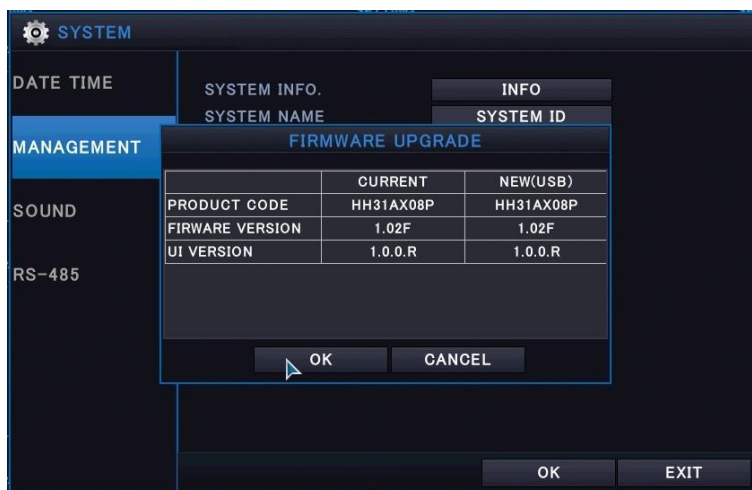 SYSTEM
DATE TIME
MANAGEMENT
SOUND
RS-485
SYSTEM INFO. INFO
SYSTEM NAME SYSTEM ID
FIRMWARE UPGRADE
CURRENT NEW(USB)
PRODUCT CODE HH31AX08P HH31AX08P
FIRWARE VERSION 1.02F 1.02F
UI VERSION 1.0.0.R 1.0.0.R
OK CANCEL
OK EXIT